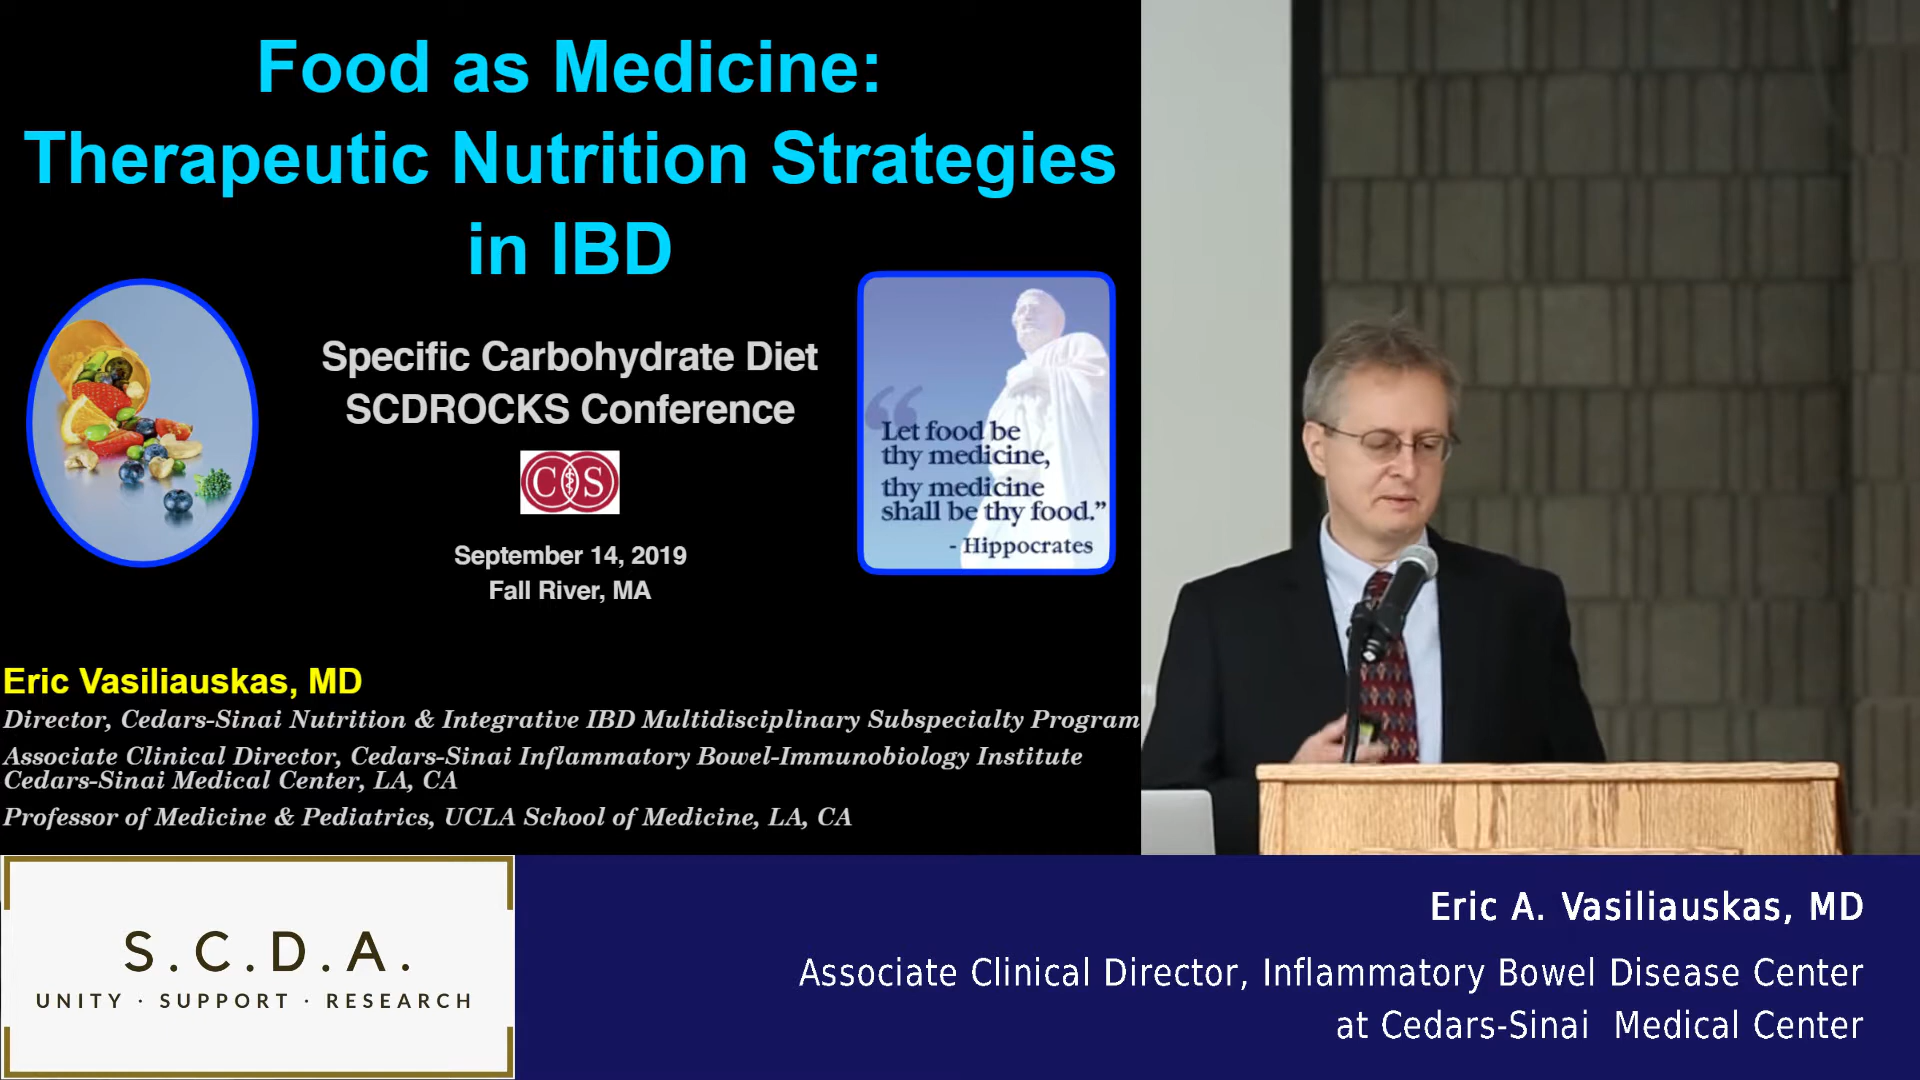 Food as Medicine:
Therapeutic Nutrition Strategies
in IBD
Specific Carbohydrate Diet
SCDROCKS Conference
C S
September 14, 2019
Fall River, MA
“
Let food be
thy medicine,
thy medicine
shall be thy food.”
- Hippocrates
Eric Vasiliauskas, MD
Director, Cedars-Sinai Nutrition & Integrative IBD Multidisciplinary Subspecialty Program
Associate Clinical Director, Cedars-Sinai Inflammatory Bowel-Immunobiology Institute
Cedars-Sinai Medical Center, LA, CA
Professor of Medicine & Pediatrics, UCLA School of Medicine, LA, CA
S.C.D.A.
UNITY · SUPPORT · RESEARCH
Eric A. Vasiliauskas, MD
Associate Clinical Director, Inflammatory Bowel Disease Center
at Cedars-Sinai Medical Center